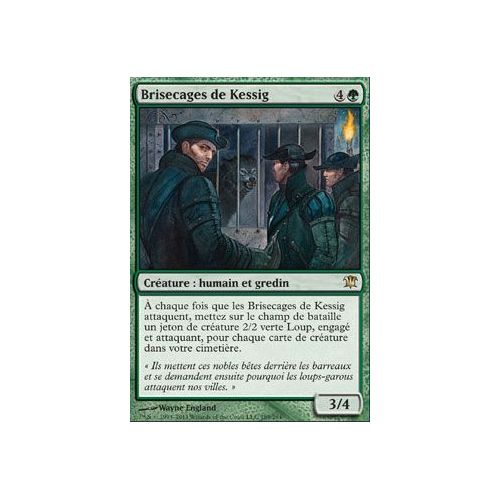 Brisecages de Kessig 4
Créature : humain et gredin
À chaque fois que les Brisecages de Kessig
attaquent, mettez sur le champ de bataille
un jeton de créature 2/2 verte Loup, engagé
et attaquant, pour chaque carte de créature
dans votre cimetière.
« Ils mettent ces nobles bêtes derrière les barreaux
et se demandent ensuite pourquoi les loups-garous
attaquent nos villes. »
Wayne England
3/4